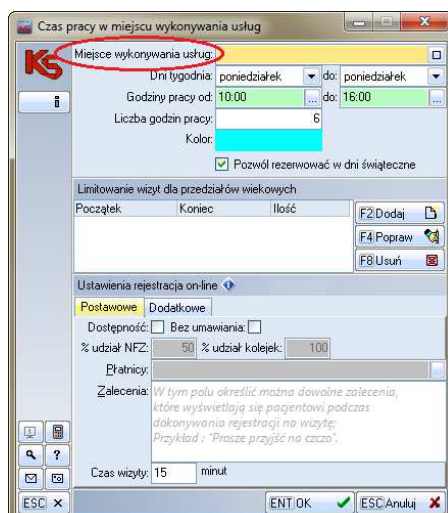 Czas pracy w miejscu wykonywania usług
KS
Miejsce wykonywania usług:
Dni tygodnia: poniedziałek do: poniedziałek
i
Godziny pracy od: 10:00 ... do: 16:00 ...
Liczba godzin pracy: 6
Kolor:
Pozwól rezerwować w dni świąteczne
Limitowanie wizyt dla przedziałów wiekowych
Początek Koniec Ilość
F2 Dodaj
F4 Popraw
F8 Usuń
Ustawienia rejestracja on-line
Postawowe Dodatkowe
Dostępność: Bez umawiania:
% udział NFZ: 50 % udział kolejek: 100
Płatnicy:
Zalecenia: W tym polu określić można dowolne zalecenia,
które wyświetlają się pacjentowi podczas
dokonywania rejestracji na wizytę;
Przykład : "Prosze przyjść na czczo".
?
Czas wizyty: 15 minut
ESC X ENT OK ESC Anuluj